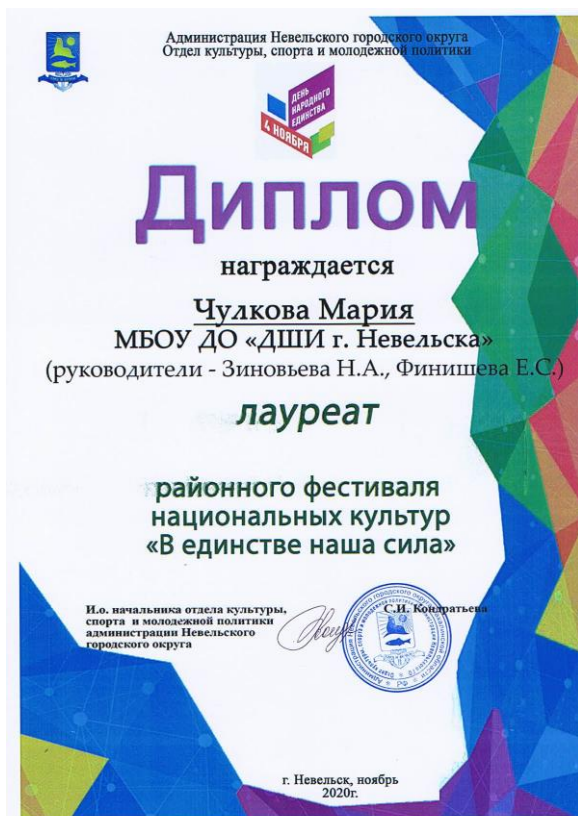 Администрация Невельского городского округа
Отдел культуры, спорта и молодежной политики
ДЕНЬ
НАРОДНОГО
ЕДИНСТВА
4 НОЯБРЯ
Диплом
награждается
Чулкова Мария
МБОУ ДО «ДШИ г. Невельска»
(руководители - Зиновьева Н.А., Финишева Е.С.)
лауреат
районного фестиваля
национальных культур
«В единстве наша сила»
И.о. начальника отдела культуры,
спорта и молодежной политики
администрации Невельского
городского округа
С.И. Кондратьева
г. Невельск, ноябрь
2020г.